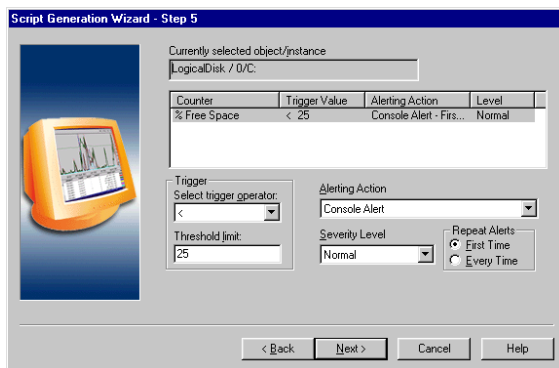 Script Generation Wizard - Step 5
Currently selected object/instance
LogicalDisk / 0/C:
Counter Trigger Value Alerting Action Level
% Free Space < 25 Console Alert - Firs... Normal
Trigger
Select trigger operator:
<
Threshold limit:
25
Alerting Action
Console Alert
Severity Level
Normal
Repeat Alerts
First Time
Every Time
< Back Next > Cancel Help